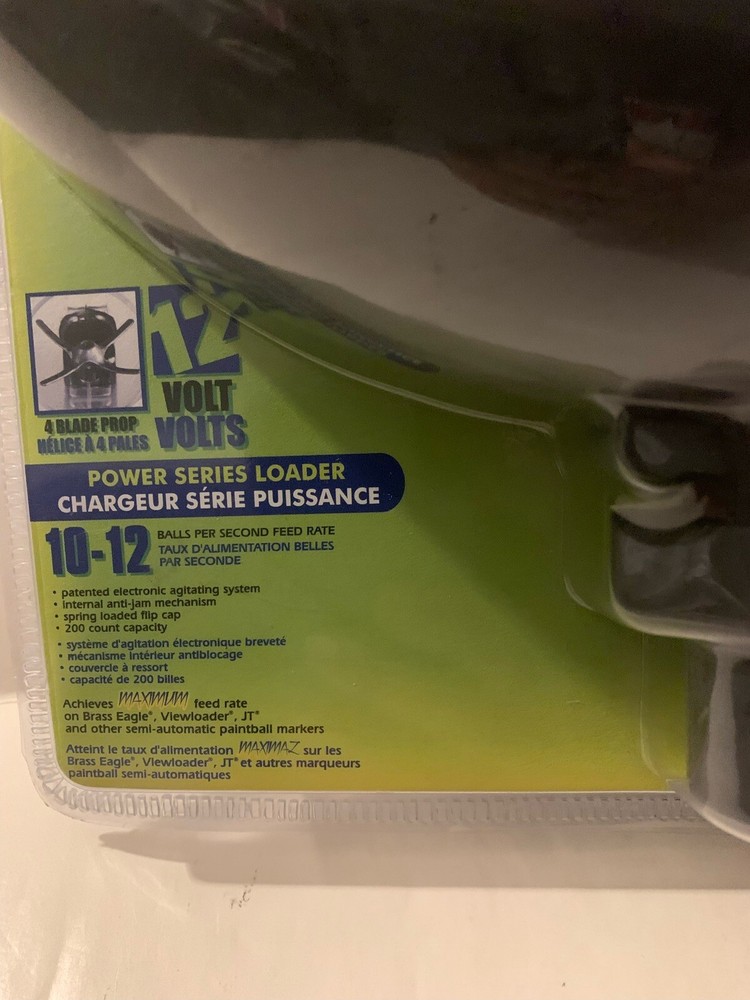 12
VOLT
VOLTS
4 BLADE PROP
HÉLICE À 4 PALES
POWER SERIES LOADER
CHARGEUR SÉRIE PUISSANCE
10-12
BALLS PER SECOND FEED RATE
TAUX D'ALIMENTATION BELLES
PAR SECONDE
• patented electronic agitating system
• internal anti-jam mechanism
• spring loaded flip cap
• 200 count capacity
• système d'agitation électronique breveté
• mécanisme intérieur antiblocage
• couvercle à ressort
• capacité de 200 billes
Achieves MAXIMUM feed rate
on Brass Eagle®, Viewloader®, JT®
and other semi-automatic paintball markers
Atteint le taux d'alimentation MAXIMAZ sur les
Brass Eagle®, Viewloader®, JT® et autres marqueurs
paintball semi-automatiques